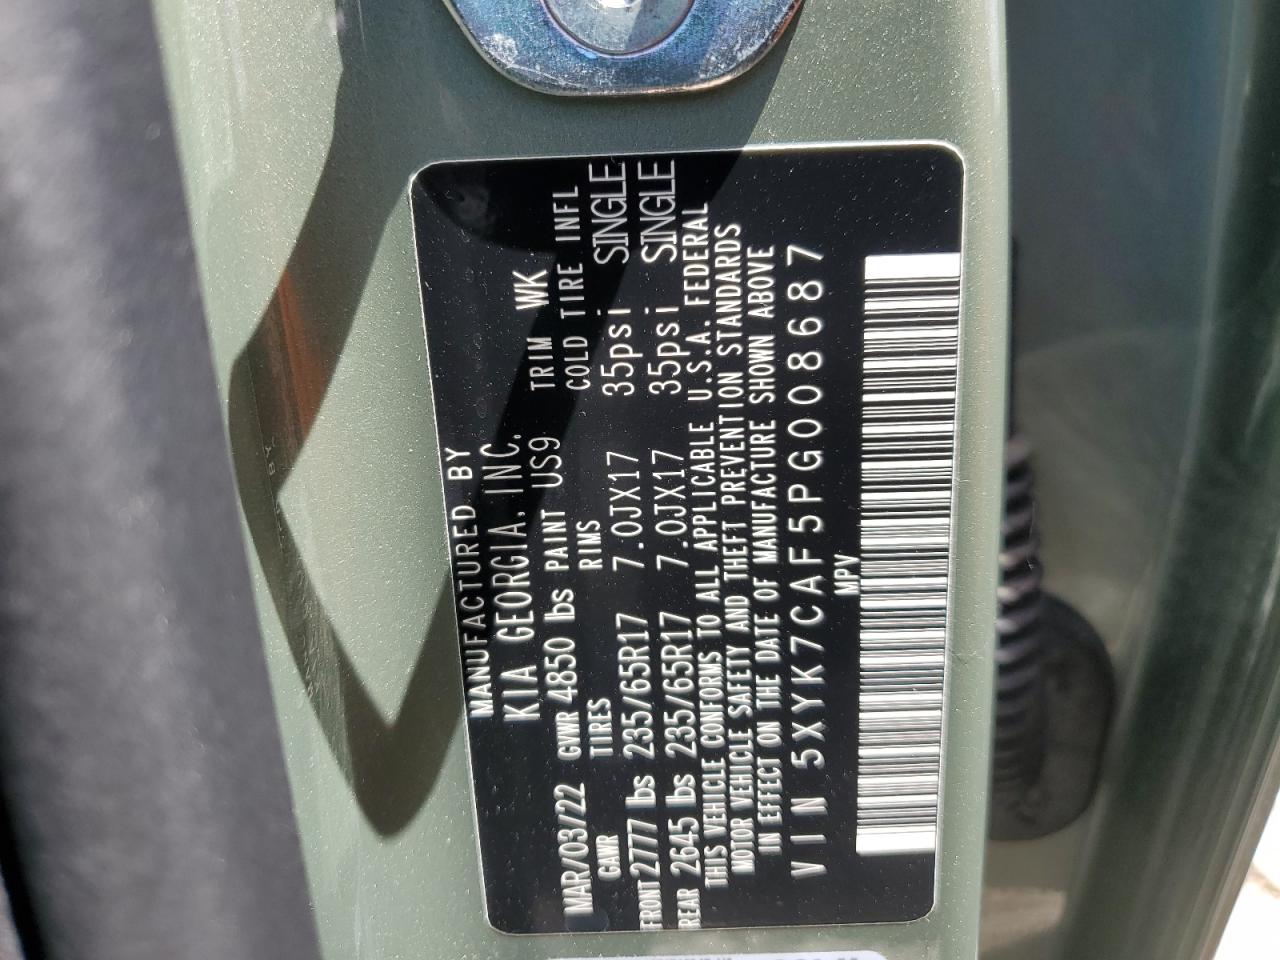 MANUFACTURED BY
KIA GEORGIA, INC.
MAR/03/22 GVWR 4850 lbs PAINT US9 TRIM WK
GAWR TIRES RIMS COLD TIRE INFL
FRONT 2777 lbs 235/65R17 7.0JX17 35psi SINGLE
REAR 2645 lbs 235/65R17 7.0JX17 35psi SINGLE
THIS VEHICLE CONFORMS TO ALL APPLICABLE U.S.A. FEDERAL
MOTOR VEHICLE SAFETY AND THEFT PREVENTION STANDARDS
IN EFFECT ON THE DATE OF MANUFACTURE SHOWN ABOVE
VIN 5XYK7CAF5PG008687
MPV